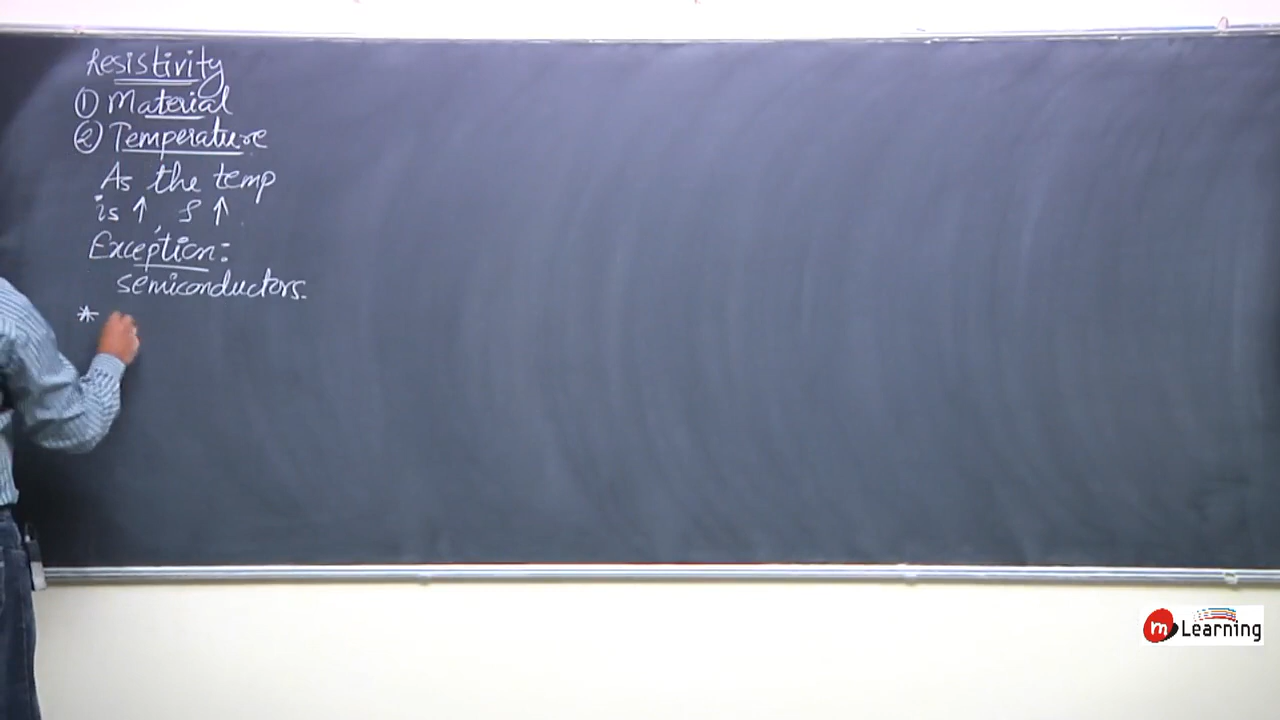 Resistivity
① Material
② Temperature
As the temp
is ↑, ρ ↑.
Exception:
semiconductors.
*
m Learning